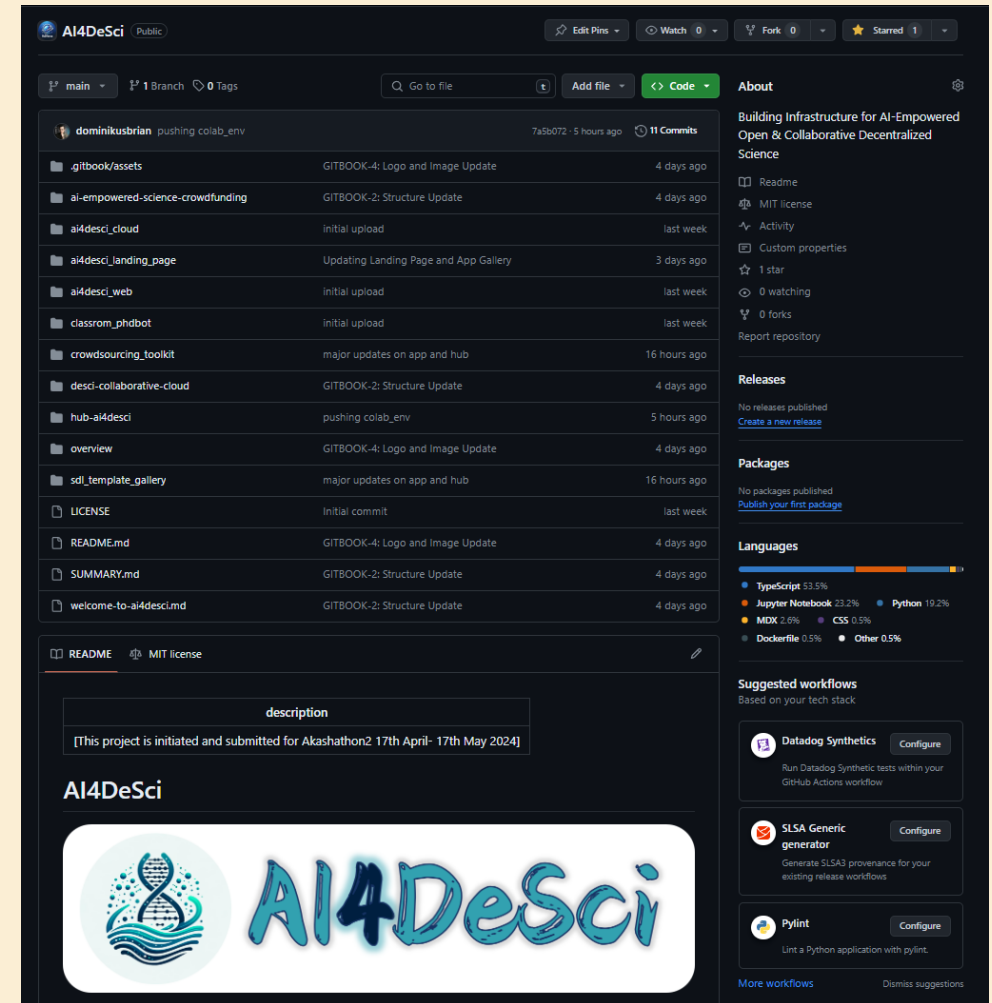 AI4DeSci Public
Edit Pins Watch 0 Fork 0 Starred 1
main 1 Branch 0 Tags
Go to file t Add file Code
dominikusbrian pushing colab_env 7a5b072 · 5 hours ago 11 Commits
.gitbook/assets GITBOOK-4: Logo and Image Update 4 days ago
ai-empowered-science-crowdfunding GITBOOK-2: Structure Update 4 days ago
ai4desci_cloud initial upload last week
ai4desci_landing_page Updating Landing Page and App Gallery 3 days ago
ai4desci_web initial upload last week
classrom_phdbot initial upload last week
crowdsourcing_toolkit major updates on app and hub 16 hours ago
desci-collaborative-cloud GITBOOK-2: Structure Update 4 days ago
hub-ai4desci pushing colab_env 5 hours ago
overview GITBOOK-4: Logo and Image Update 4 days ago
sdl_template_gallery major updates on app and hub 16 hours ago
LICENSE Initial commit last week
README.md GITBOOK-4: Logo and Image Update 4 days ago
SUMMARY.md GITBOOK-2: Structure Update 4 days ago
welcome-to-ai4desci.md GITBOOK-2: Structure Update 4 days ago
README MIT license
description
[This project is initiated and submitted for Akashathon2 17th April- 17th May 2024]
AI4DeSci
AI4DeSci
About
Building Infrastructure for AI-Empowered
Open & Collaborative Decentralized
Science
Readme
MIT license
Activity
Custom properties
1 star
0 watching
0 forks
Report repository
Releases
No releases published
Create a new release
Packages
No packages published
Publish your first package
Languages
TypeScript 53.5%
Jupyter Notebook 23.2% Python 19.2%
MDX 2.6% CSS 0.5%
Dockerfile 0.5% Other 0.5%
Suggested workflows
Based on your tech stack
Datadog Synthetics Configure
Run Datadog Synthetic tests within your
GitHub Actions workflow
SLSA Generic
generator Configure
Generate SLSA3 provenance for your
existing release workflows
Pylint Configure
Lint a Python application with pylint.
More workflows Dismiss suggestions